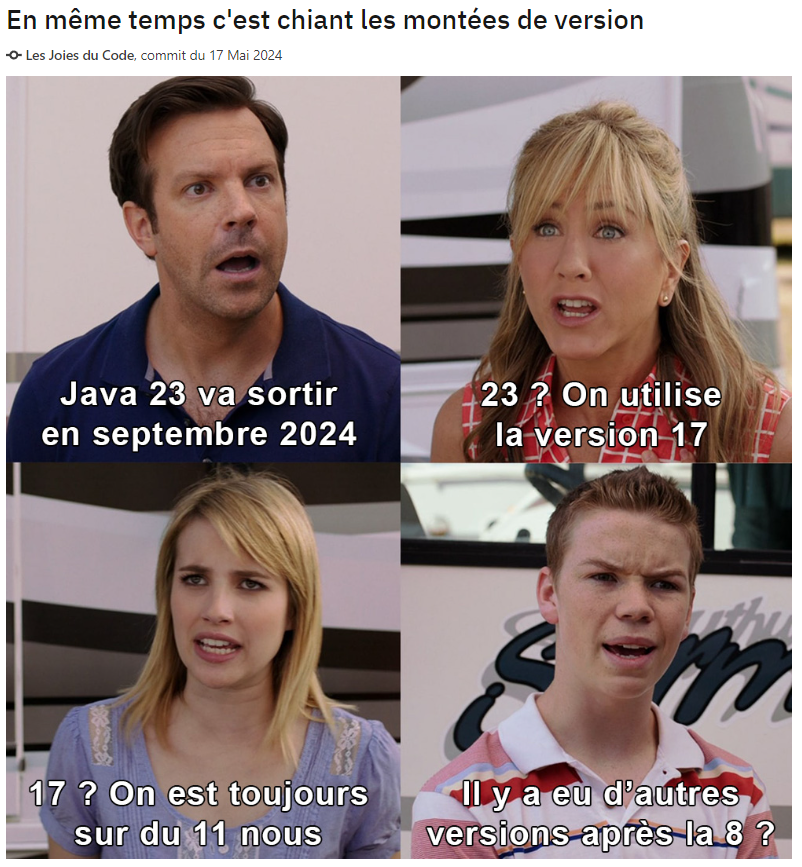 En même temps c'est chiant les montées de version
Les Joies du Code, commit du 17 Mai 2024
Java 23 va sortir
en septembre 2024
23 ? On utilise
la version 17
17 ? On est toujours
sur du 11 nous
Il y a eu d'autres
versions après la 8 ?